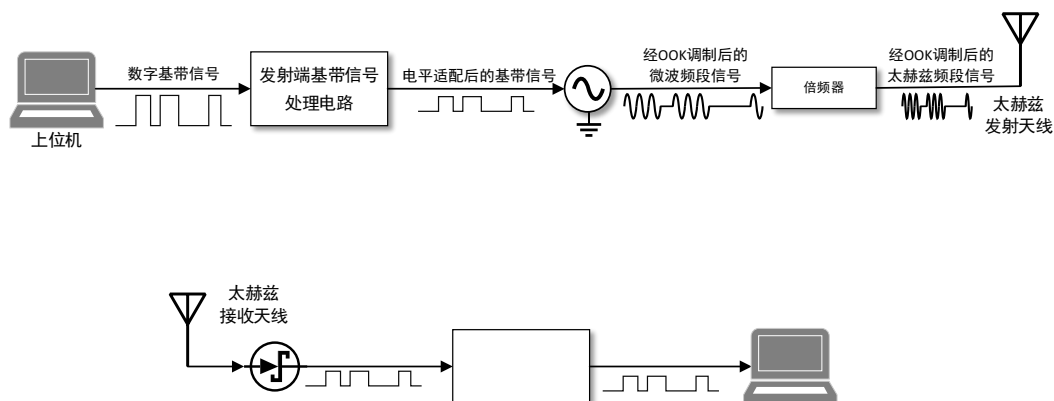 数字基带信号
上位机
发射端基带信号
处理电路
电平适配后的基带信号
经OOK调制后的
微波频段信号
倍频器
经OOK调制后的
太赫兹频段信号
太赫兹
发射天线
太赫兹
接收天线